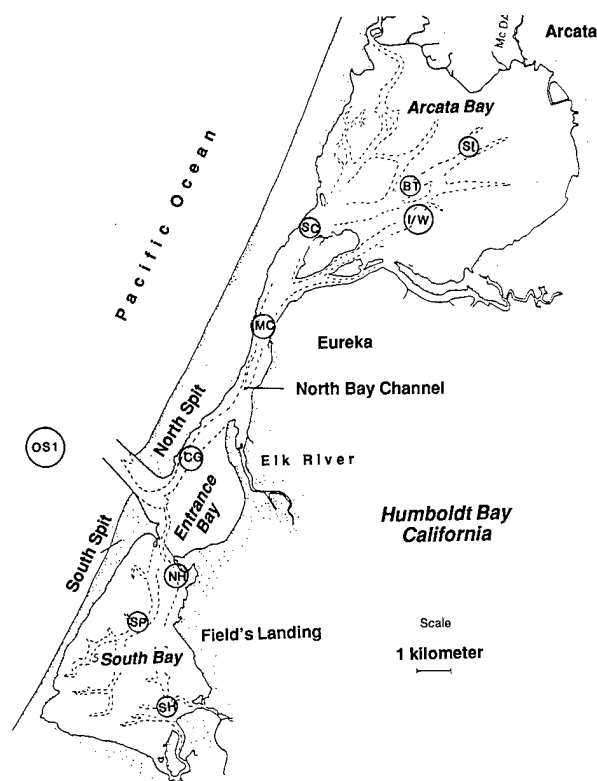 Mc Dz
Arcata
Arcata Bay
SI
BT
I/W
SC
Pacific Ocean
MC
Eureka
North Bay Channel
North Spit
OS1
CG
Elk River
Entrance Bay
Humboldt Bay
California
South Spit
NH
SP
Field's Landing
Scale
1 kilometer
South Bay
SH